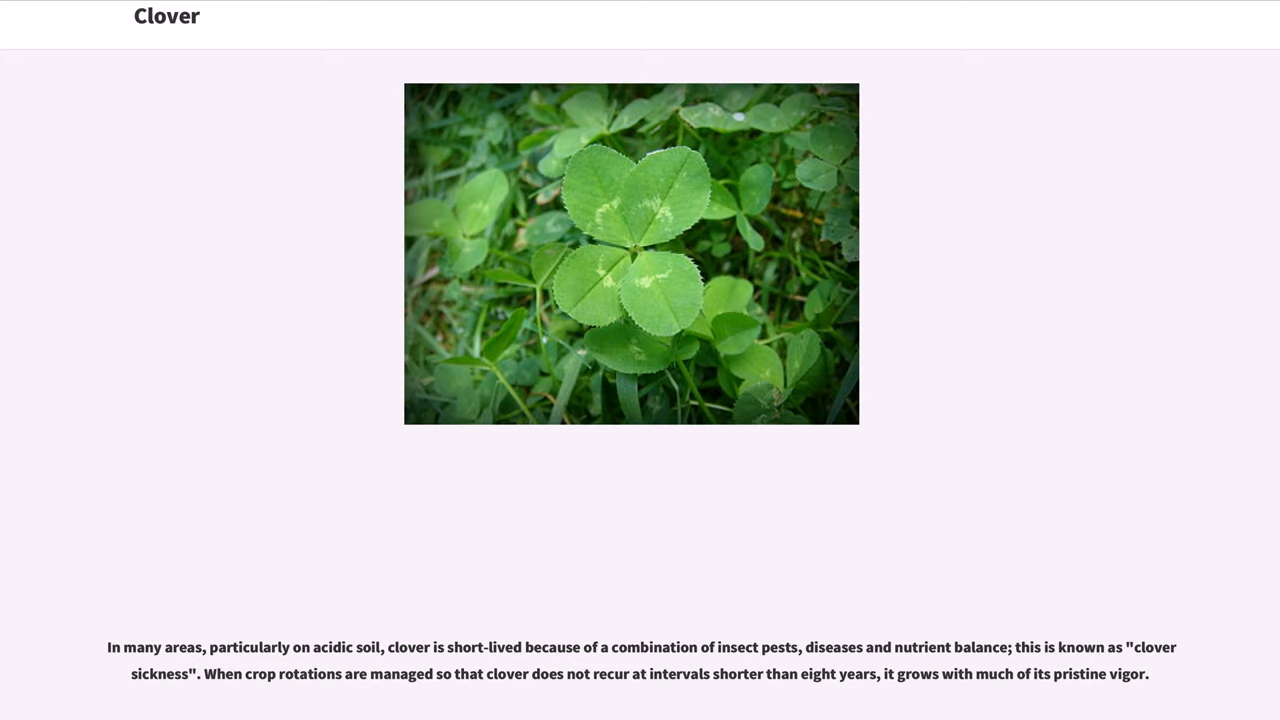 Clover
In many areas, particularly on acidic soil, clover is short-lived because of a combination of insect pests, diseases and nutrient balance; this is known as "clover
sickness". When crop rotations are managed so that clover does not recur at intervals shorter than eight years, it grows with much of its pristine vigor.